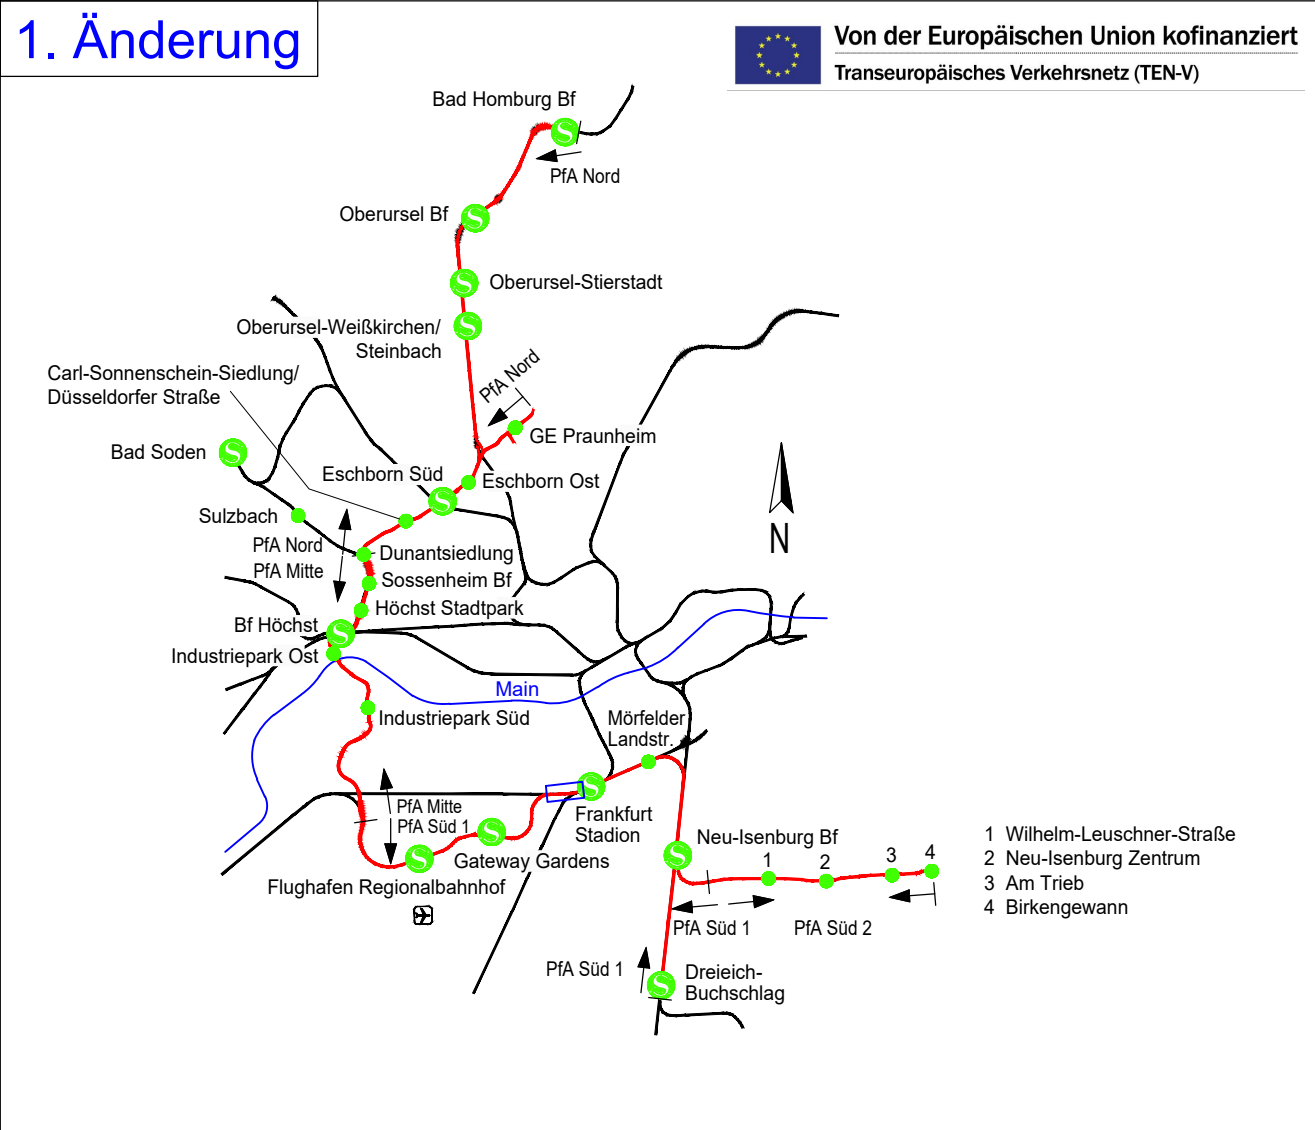 1. Änderung
Von der Europäischen Union kofinanziert
Transeuropäisches Verkehrsnetz (TEN-V)
Bad Homburg Bf
PfA Nord
Oberursel Bf
Oberursel-Stierstadt
Oberursel-Weißkirchen/
Steinbach
PfA Nord
Carl-Sonnenschein-Siedlung/
Düsseldorfer Straße
GE Praunheim
Bad Soden
Eschborn Süd
Eschborn Ost
Sulzbach
N
PfA Nord
Dunantsiedlung
PfA Mitte
Sossenheim Bf
Höchst Stadtpark
Bf Höchst
Industriepark Ost
Main
Industriepark Süd
Mörfelder
Landstr.
PfA Mitte
PfA Süd 1
Frankfurt
Stadion
Gateway Gardens
Flughafen Regionalbahnhof
Neu-Isenburg Bf
1
2
3
4
1 Wilhelm-Leuschner-Straße
2 Neu-Isenburg Zentrum
3 Am Trieb
4 Birkengewann
PfA Süd 1
PfA Süd 2
PfA Süd 1
Dreieich-
Buchschlag
S
S
S
S
S
S
S
S
S
S
S
S